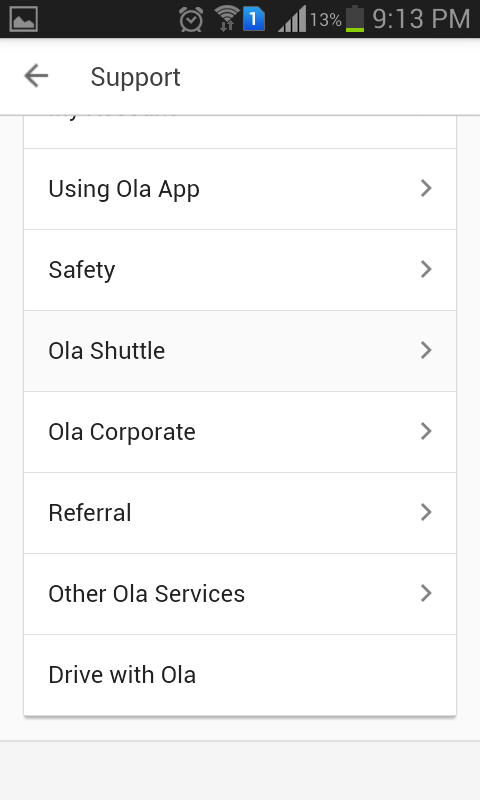 1 13% 9:13 PM
Support
Using Ola App
Safety
Ola Shuttle
Ola Corporate
Referral
Other Ola Services
Drive with Ola